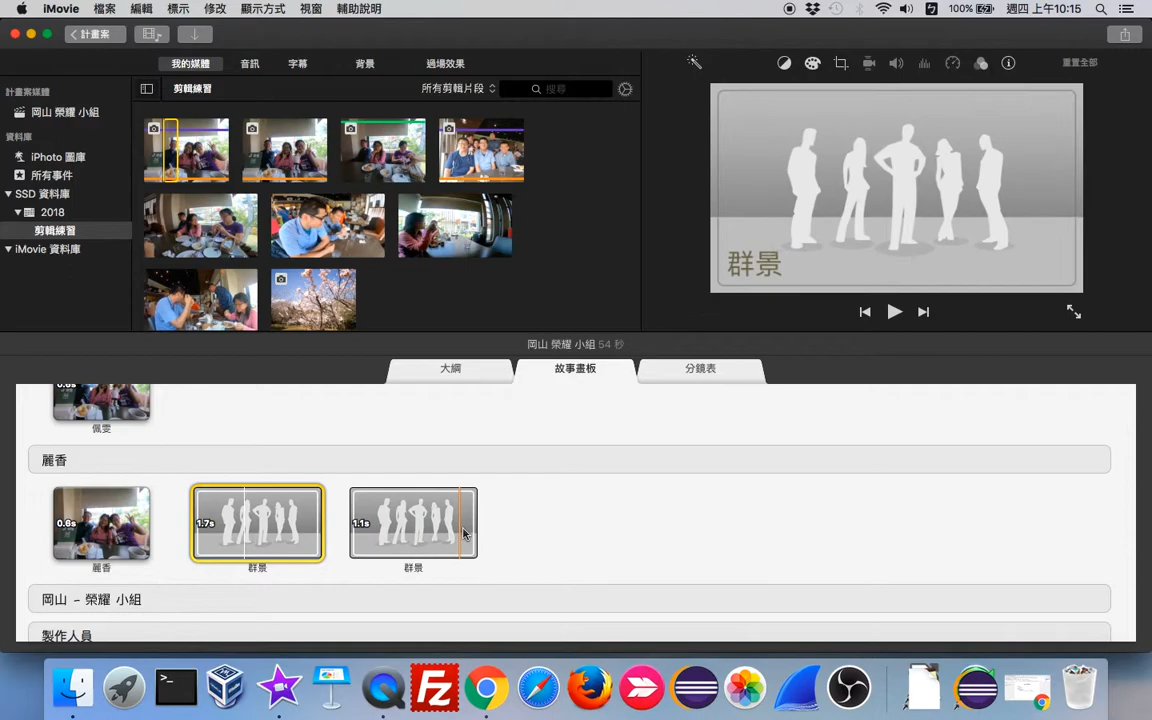 iMovie 檔案 編輯 標示 修改 顯示方式 視窗 輔助說明 100% 週四 上午10:15
計畫案
我的媒體 音訊 字幕 背景 過場效果 重置全部
計畫案媒體
岡山 榮耀 小組
資料庫
iPhoto 圖庫
所有事件
SSD 資料庫
2018
剪輯練習
iMovie 資料庫
剪輯練習 所有剪輯片段 搜尋
群景
岡山 榮耀 小組 54 秒
大綱 故事畫板 分鏡表
0.6s
佩雯
麗香
0.6s 1.7s 1.1s
麗香 群景 群景
岡山 - 榮耀 小組
製作人員